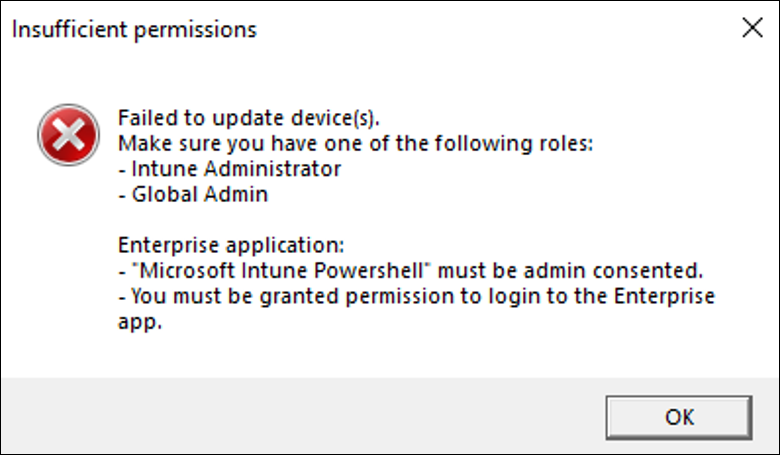 Insufficient permissions
Failed to update device(s).
Make sure you have one of the following roles:
- Intune Administrator
- Global Admin
Enterprise application:
- "Microsoft Intune Powershell" must be admin consented.
- You must be granted permission to login to the Enterprise
app.
OK